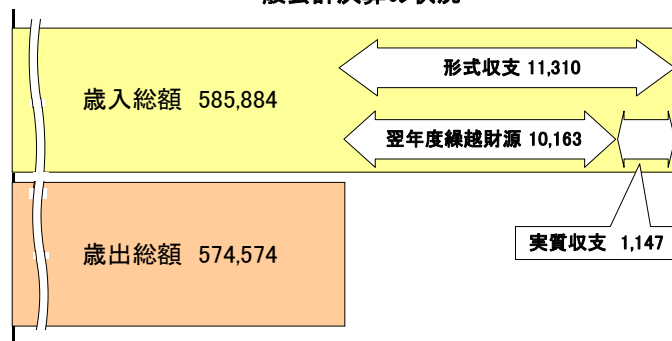 形式収支 11,310
歳入総額 585,884
翌年度繰越財源 10,163
実質収支 1,147
歳出総額 574,574